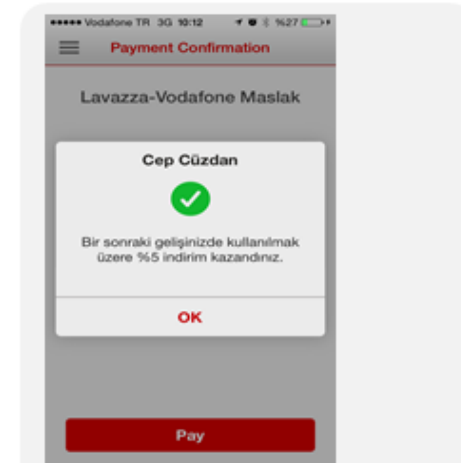 Vodafone TR 3G 10:12 %27
Payment Confirmation
Lavazza-Vodafone Maslak
Cep Cüzdan
Bir sonraki gelişinizde kullanılmak
üzere %5 indirim kazandınız.
OK
Pay